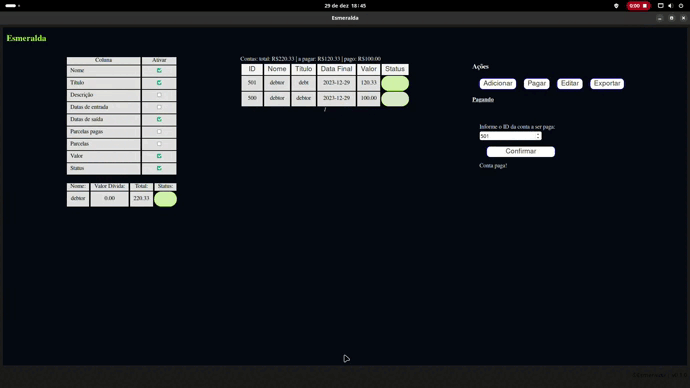 29 de dez 18:45
0:00
Esmeralda
Esmeralda
Coluna Ativar
Nome
Título
Descrição
Datas de entrada
Datas de saída
Parcelas pagas
Parcelas
Valor
Status
Nome: Valor Dívida: Total: Status:
debtor 0.00 220.33
Contas: total: R$220.33 | a pagar: R$120.33 | pago: R$100.00
ID Nome Título Data Final Valor Status
501 debtor debt 2023-12-29 120.33
500 debtor debtor 2023-12-29 100.00
Ações
Adicionar Pagar Editar Exportar
Pagando
Informe o ID da conta a ser paga:
501
Confirmar
Conta paga!